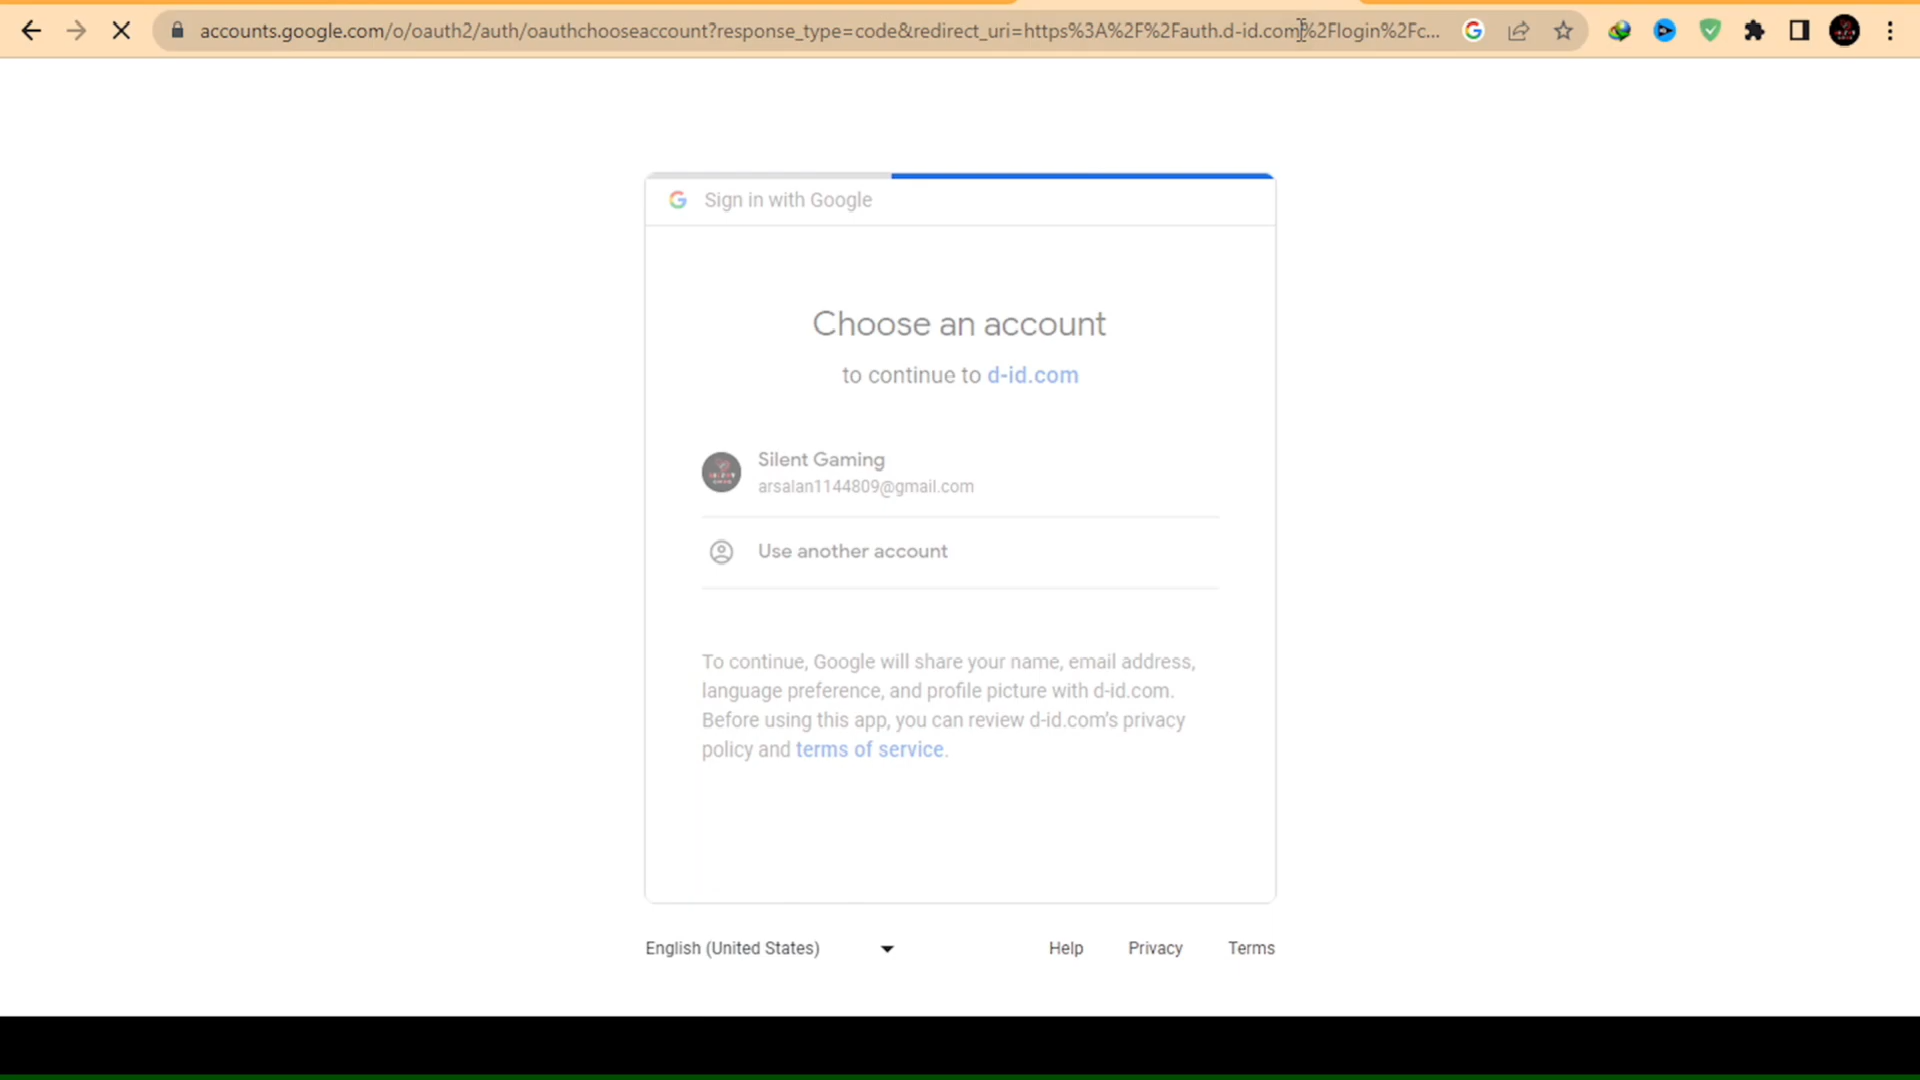 accounts.google.com/o/oauth2/auth/oauthchooseaccount?response_type=code&redirect_uri=https%3A%2F%2Fauth.d-id.com%2Flogin%2Fc...
Sign in with Google
Choose an account
to continue to d-id.com
Silent Gaming
arsalan1144809@gmail.com
Use another account
To continue, Google will share your name, email address,
language preference, and profile picture with d-id.com.
Before using this app, you can review d-id.com's privacy
policy and terms of service.
English (United States)
Help
Privacy
Terms